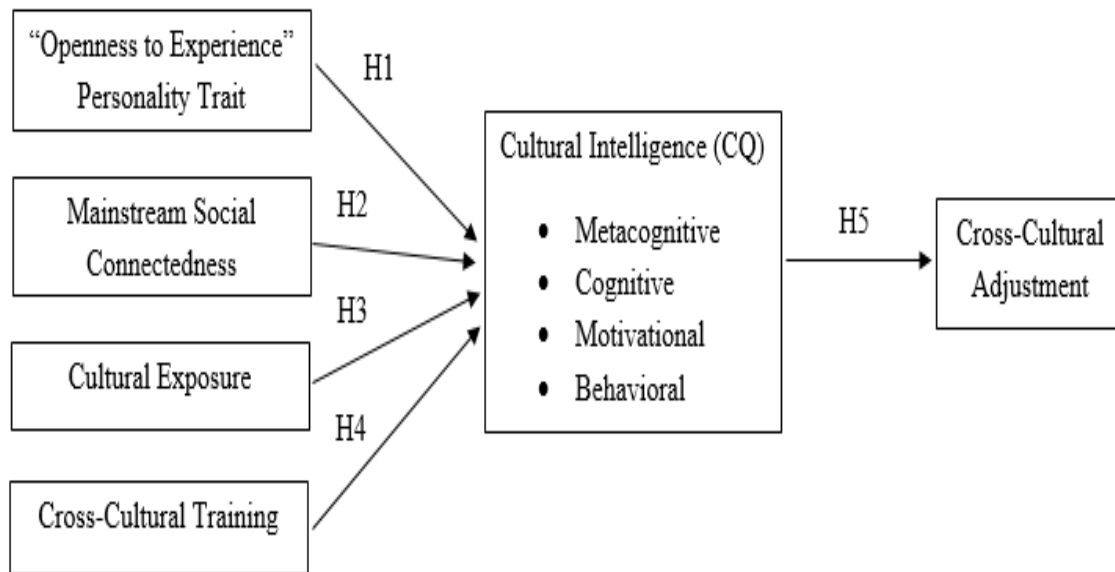 “Openness to Experience”
Personality Trait
H1
Mainstream Social
Connectedness
H2
Cultural Exposure
H3
Cross-Cultural Training
H4
Cultural Intelligence (CQ)
• Metacognitive
• Cognitive
• Motivational
• Behavioral
H5
Cross-Cultural
Adjustment